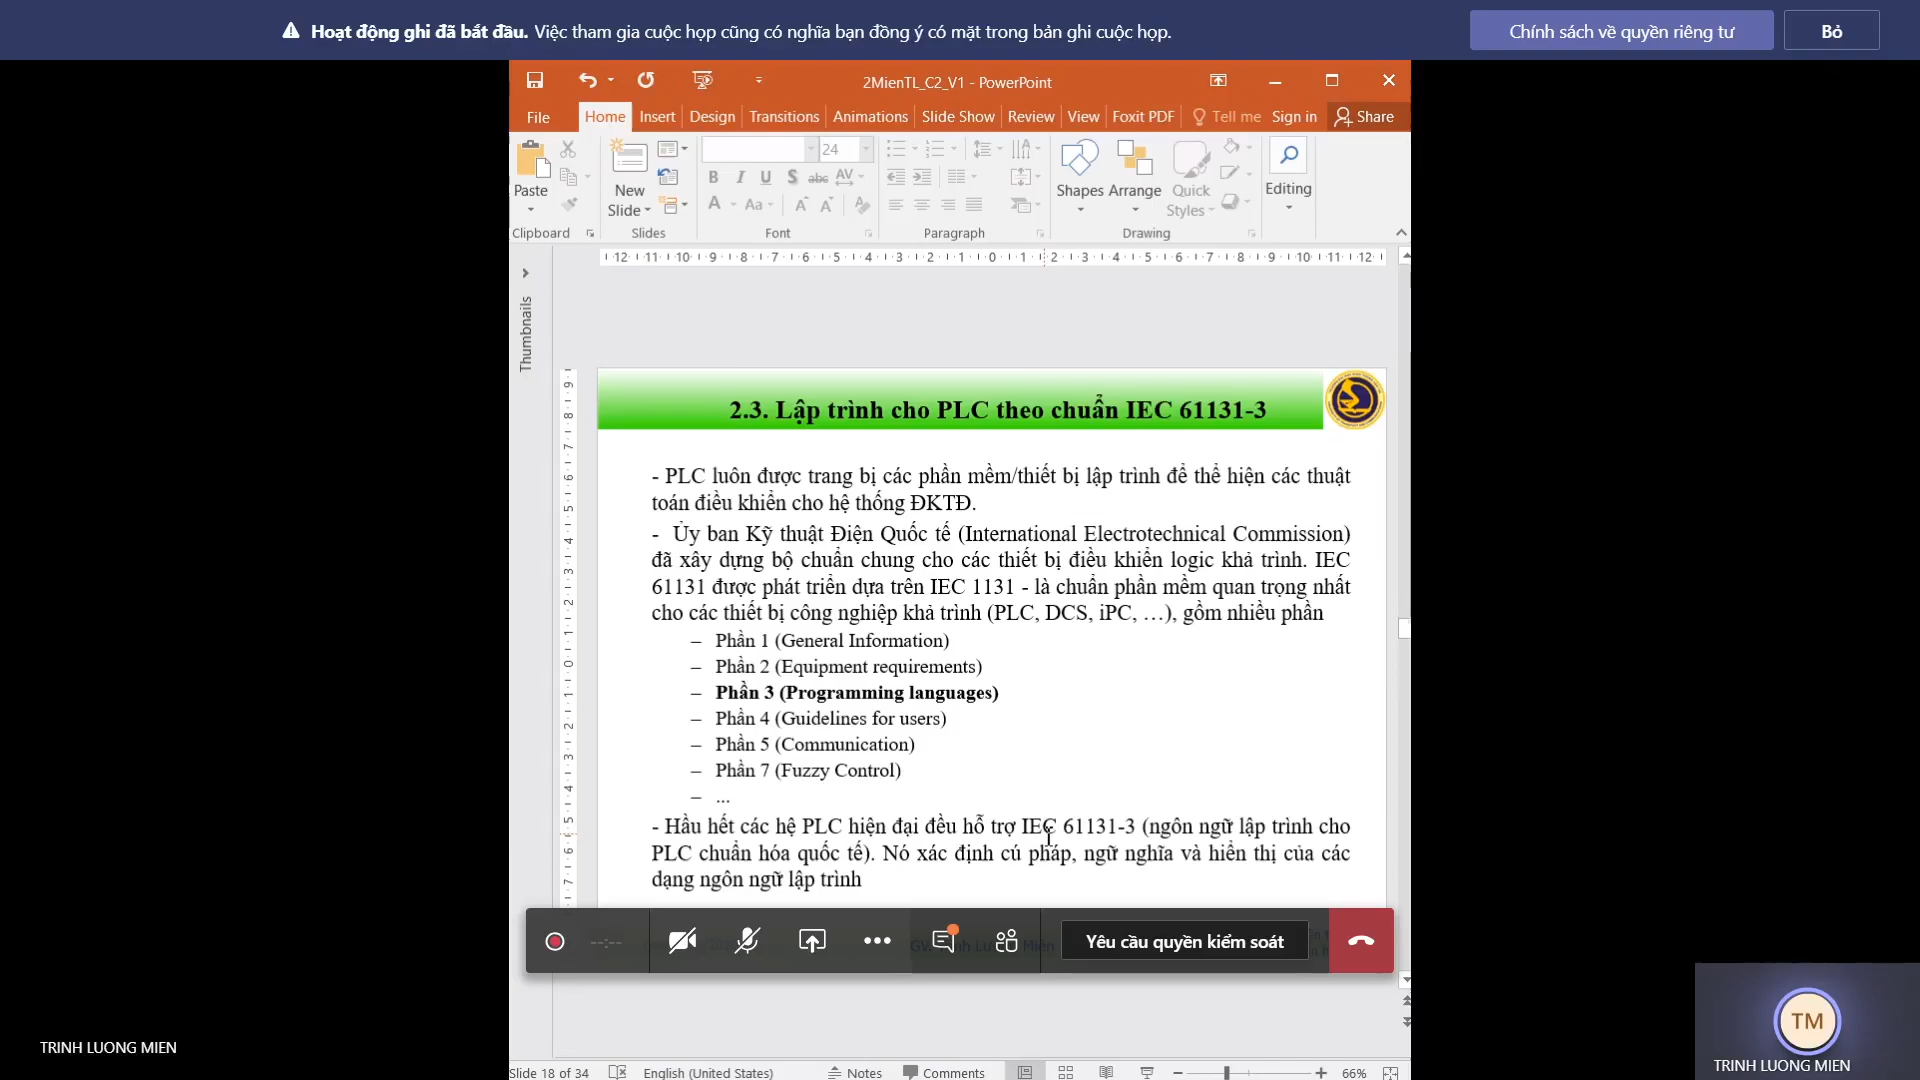 Hoạt động ghi đã bắt đầu. Việc tham gia cuộc họp cũng có nghĩa bạn đồng ý có mặt trong bản ghi cuộc họp.
Chính sách về quyền riêng tư
Bỏ
2MienTL_C2_V1 - PowerPoint
File Home Insert Design Transitions Animations Slide Show Review View Foxit PDF Tell me Sign in Share
24
Paste
New
Slide
Shapes Arrange Quick
Styles
Editing
Clipboard Slides Font Paragraph Drawing
Thumbnails
2.3. Lập trình cho PLC theo chuẩn IEC 61131-3
- PLC luôn được trang bị các phần mềm/thiết bị lập trình để thể hiện các thuật
toán điều khiển cho hệ thống ĐKTĐ.
- Ủy ban Kỹ thuật Điện Quốc tế (International Electrotechnical Commission)
đã xây dựng bộ chuẩn chung cho các thiết bị điều khiển logic khả trình. IEC
61131 được phát triển dựa trên IEC 1131 - là chuẩn phần mềm quan trọng nhất
cho các thiết bị công nghiệp khả trình (PLC, DCS, iPC, …), gồm nhiều phần
– Phần 1 (General Information)
– Phần 2 (Equipment requirements)
– Phần 3 (Programming languages)
– Phần 4 (Guidelines for users)
– Phần 5 (Communication)
– Phần 7 (Fuzzy Control)
– ...
- Hầu hết các hệ PLC hiện đại đều hỗ trợ IEC 61131-3 (ngôn ngữ lập trình cho
PLC chuẩn hóa quốc tế). Nó xác định cú pháp, ngữ nghĩa và hiển thị của các
dạng ngôn ngữ lập trình
--:--
Yêu cầu quyền kiểm soát
TRINH LUONG MIEN
TM
TRINH LUONG MIEN
Slide 18 of 34 English (United States) Notes Comments 66%